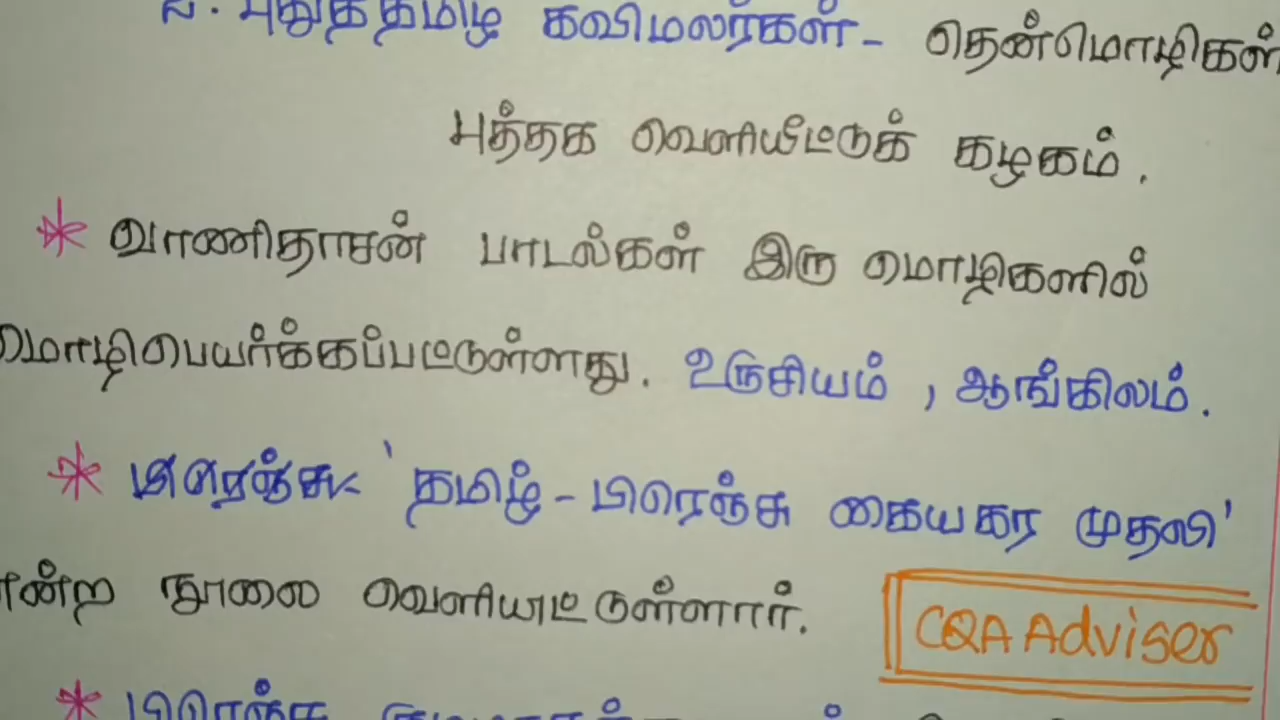 புதுத்தமிழ் கவிமலர்கள் - தென்மொழிகள்
புத்தக வெளியீட்டுக் கழகம்.
* வாணிதாசன் பாடல்கள் இரு மொழிகளில்
மொழிபெயர்க்கப்பட்டுள்ளது. உருசியம், ஆங்கிலம்.
* 'தமிழ் - பிரெஞ்சு கையகர முதலி'
என்ற நூலை வெளியிட்டுள்ளார்.
CQA Adviser
* பிரெஞ்சு